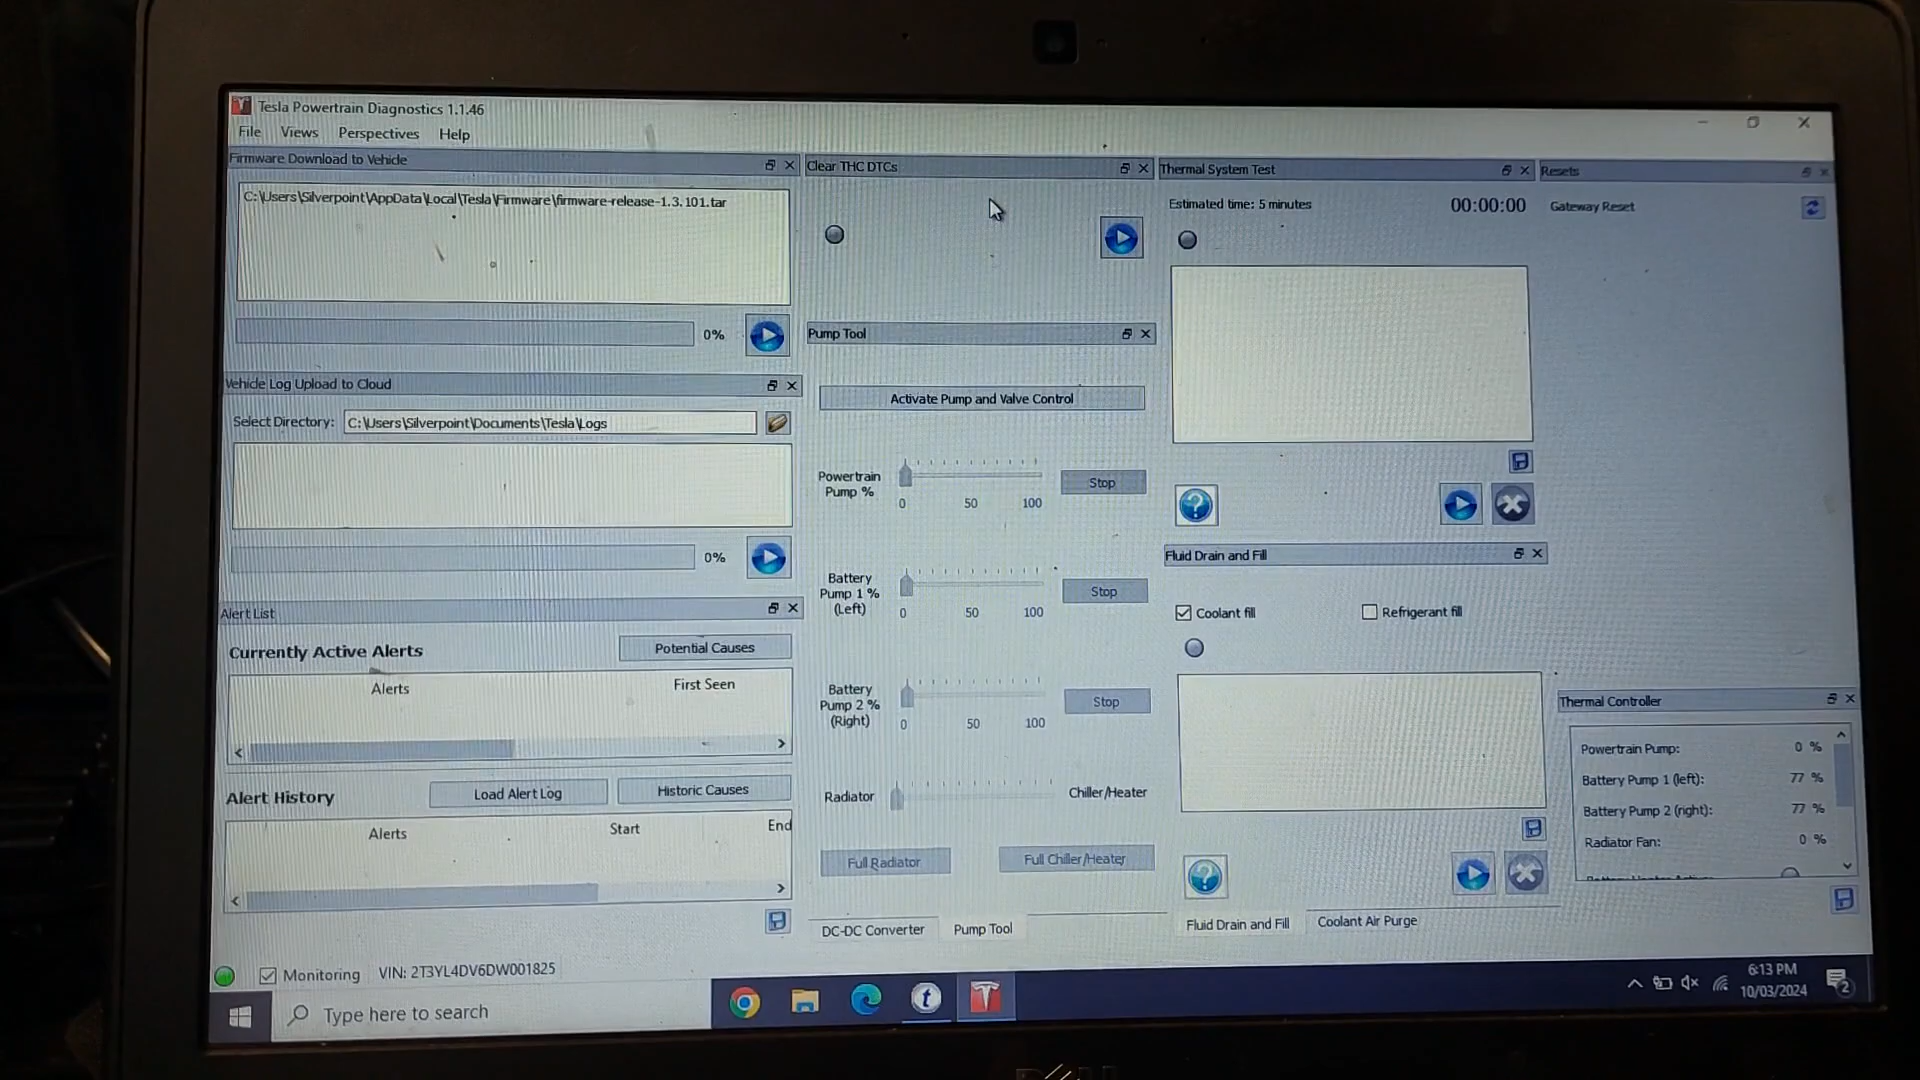 Tesla Powertrain Diagnostics 1.1.46
File Views Perspectives Help
Firmware Download to Vehicle
C:\Users\Silverpoint\AppData\Local\Tesla\Firmware\firmware-release-1.3.101.tar
0%
Vehicle Log Upload to Cloud
Select Directory: C:\Users\Silverpoint\Documents\Tesla\Logs
0%
Alert List
Currently Active Alerts
Potential Causes
Alerts First Seen
Alert History
Load Alert Log
Historic Causes
Alerts Start End
Clear THC DTCs
Pump Tool
Activate Pump and Valve Control
Powertrain
Pump %
0 50 100
Stop
Battery
Pump 1 %
(Left)
0 50 100
Stop
Battery
Pump 2 %
(Right)
0 50 100
Stop
Radiator
Chiller/Heater
Full Radiator
Full Chiller/Heater
DC-DC Converter
Pump Tool
Thermal System Test
Estimated time: 5 minutes
00:00:00
Fluid Drain and Fill
Coolant fill
Refrigerant fill
Fluid Drain and Fill
Coolant Air Purge
Resets
Gateway Reset
Thermal Controller
Powertrain Pump: 0 %
Battery Pump 1 (left): 77 %
Battery Pump 2 (right): 77 %
Radiator Fan: 0 %
Monitoring
VIN: 2T3YL4DV6DW001825
Type here to search
6:13 PM
10/03/2024
2